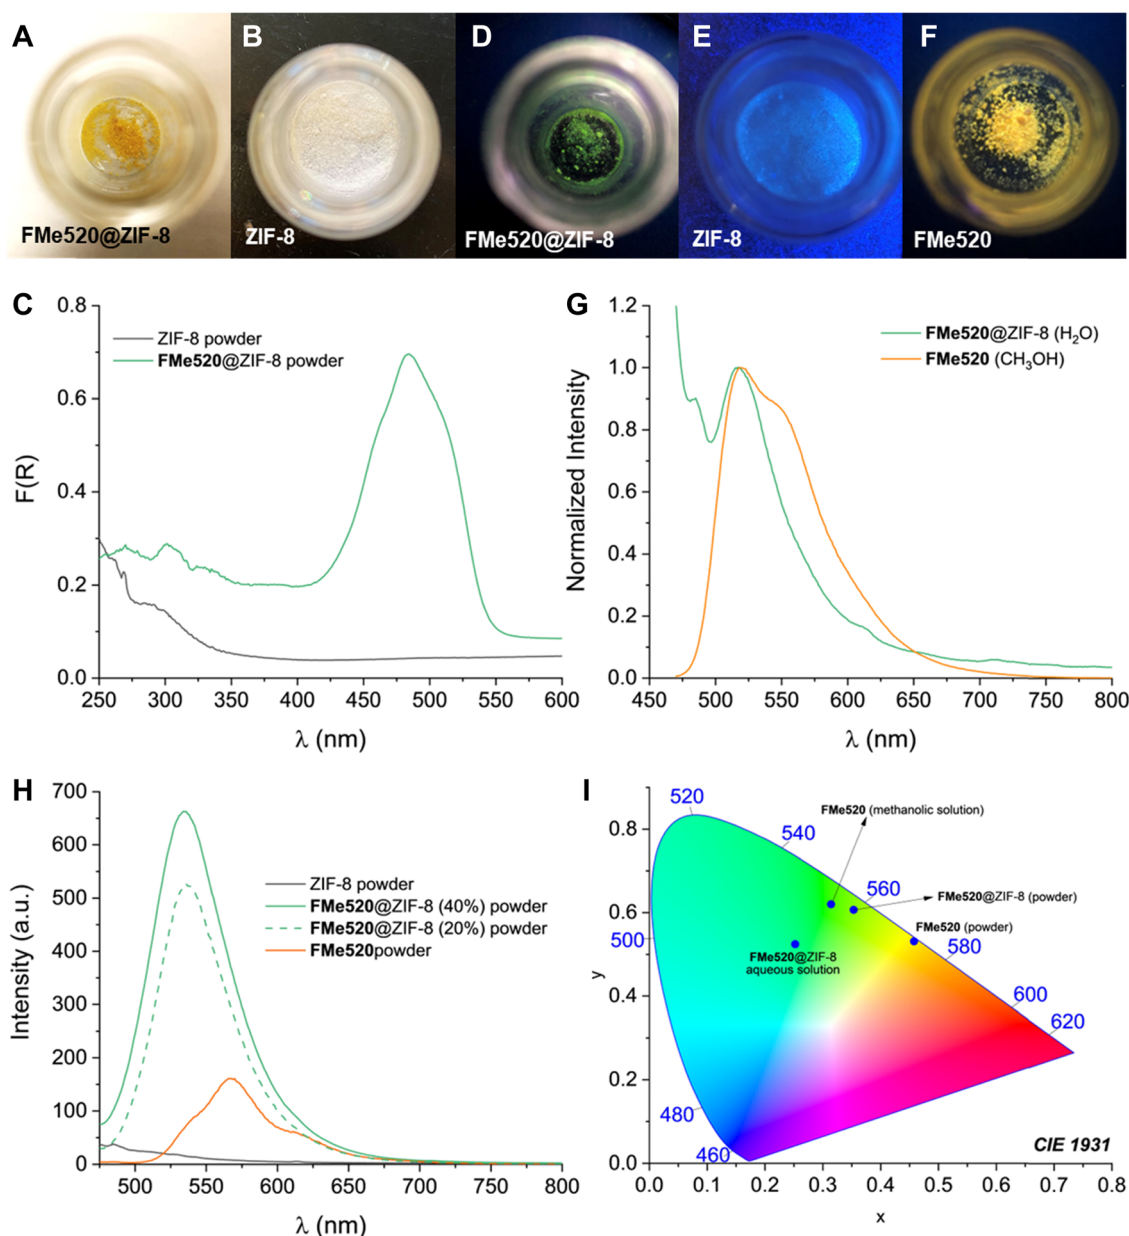 A
B
D
E
F
FMe520@ZIF-8
ZIF-8
FMe520@ZIF-8
ZIF-8
FMe520
C
0.8
0.6
0.4
0.2
0.0
F(R)
ZIF-8 powder
FMe520@ZIF-8 powder
250 300 350 400 450 500 550 600
λ (nm)
G
1.2
1.0
0.8
0.6
0.4
0.2
0.0
Normalized Intensity
FMe520@ZIF-8 (H₂O)
FMe520 (CH₃OH)
450 500 550 600 650 700 750 800
λ (nm)
H
700
600
500
400
300
200
100
0
Intensity (a.u.)
ZIF-8 powder
FMe520@ZIF-8 (40%) powder
FMe520@ZIF-8 (20%) powder
FMe520powder
500 550 600 650 700 750 800
λ (nm)
I
y
0.8
0.6
0.4
0.2
0.0
520
540
560
580
600
620
500
480
460
FMe520 (methanolic solution)
FMe520@ZIF-8 (powder)
FMe520 (powder)
FMe520@ZIF-8
aqueous solution
CIE 1931
0.0 0.1 0.2 0.3 0.4 0.5 0.6 0.7 0.8
x